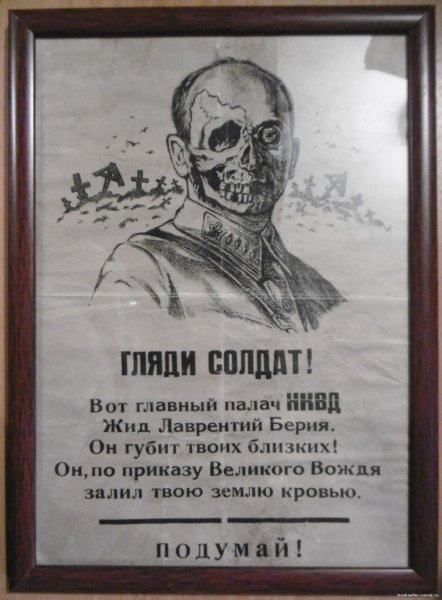 ГЛЯДИ СОЛДАТ!
Вот главный палач НКВД
Жид Лаврентий Берия.
Он губит твоих близких!
Он, по приказу Великого Вождя
залил твою землю кровью.
ПОДУМАЙ!
bookseller.narod.ru